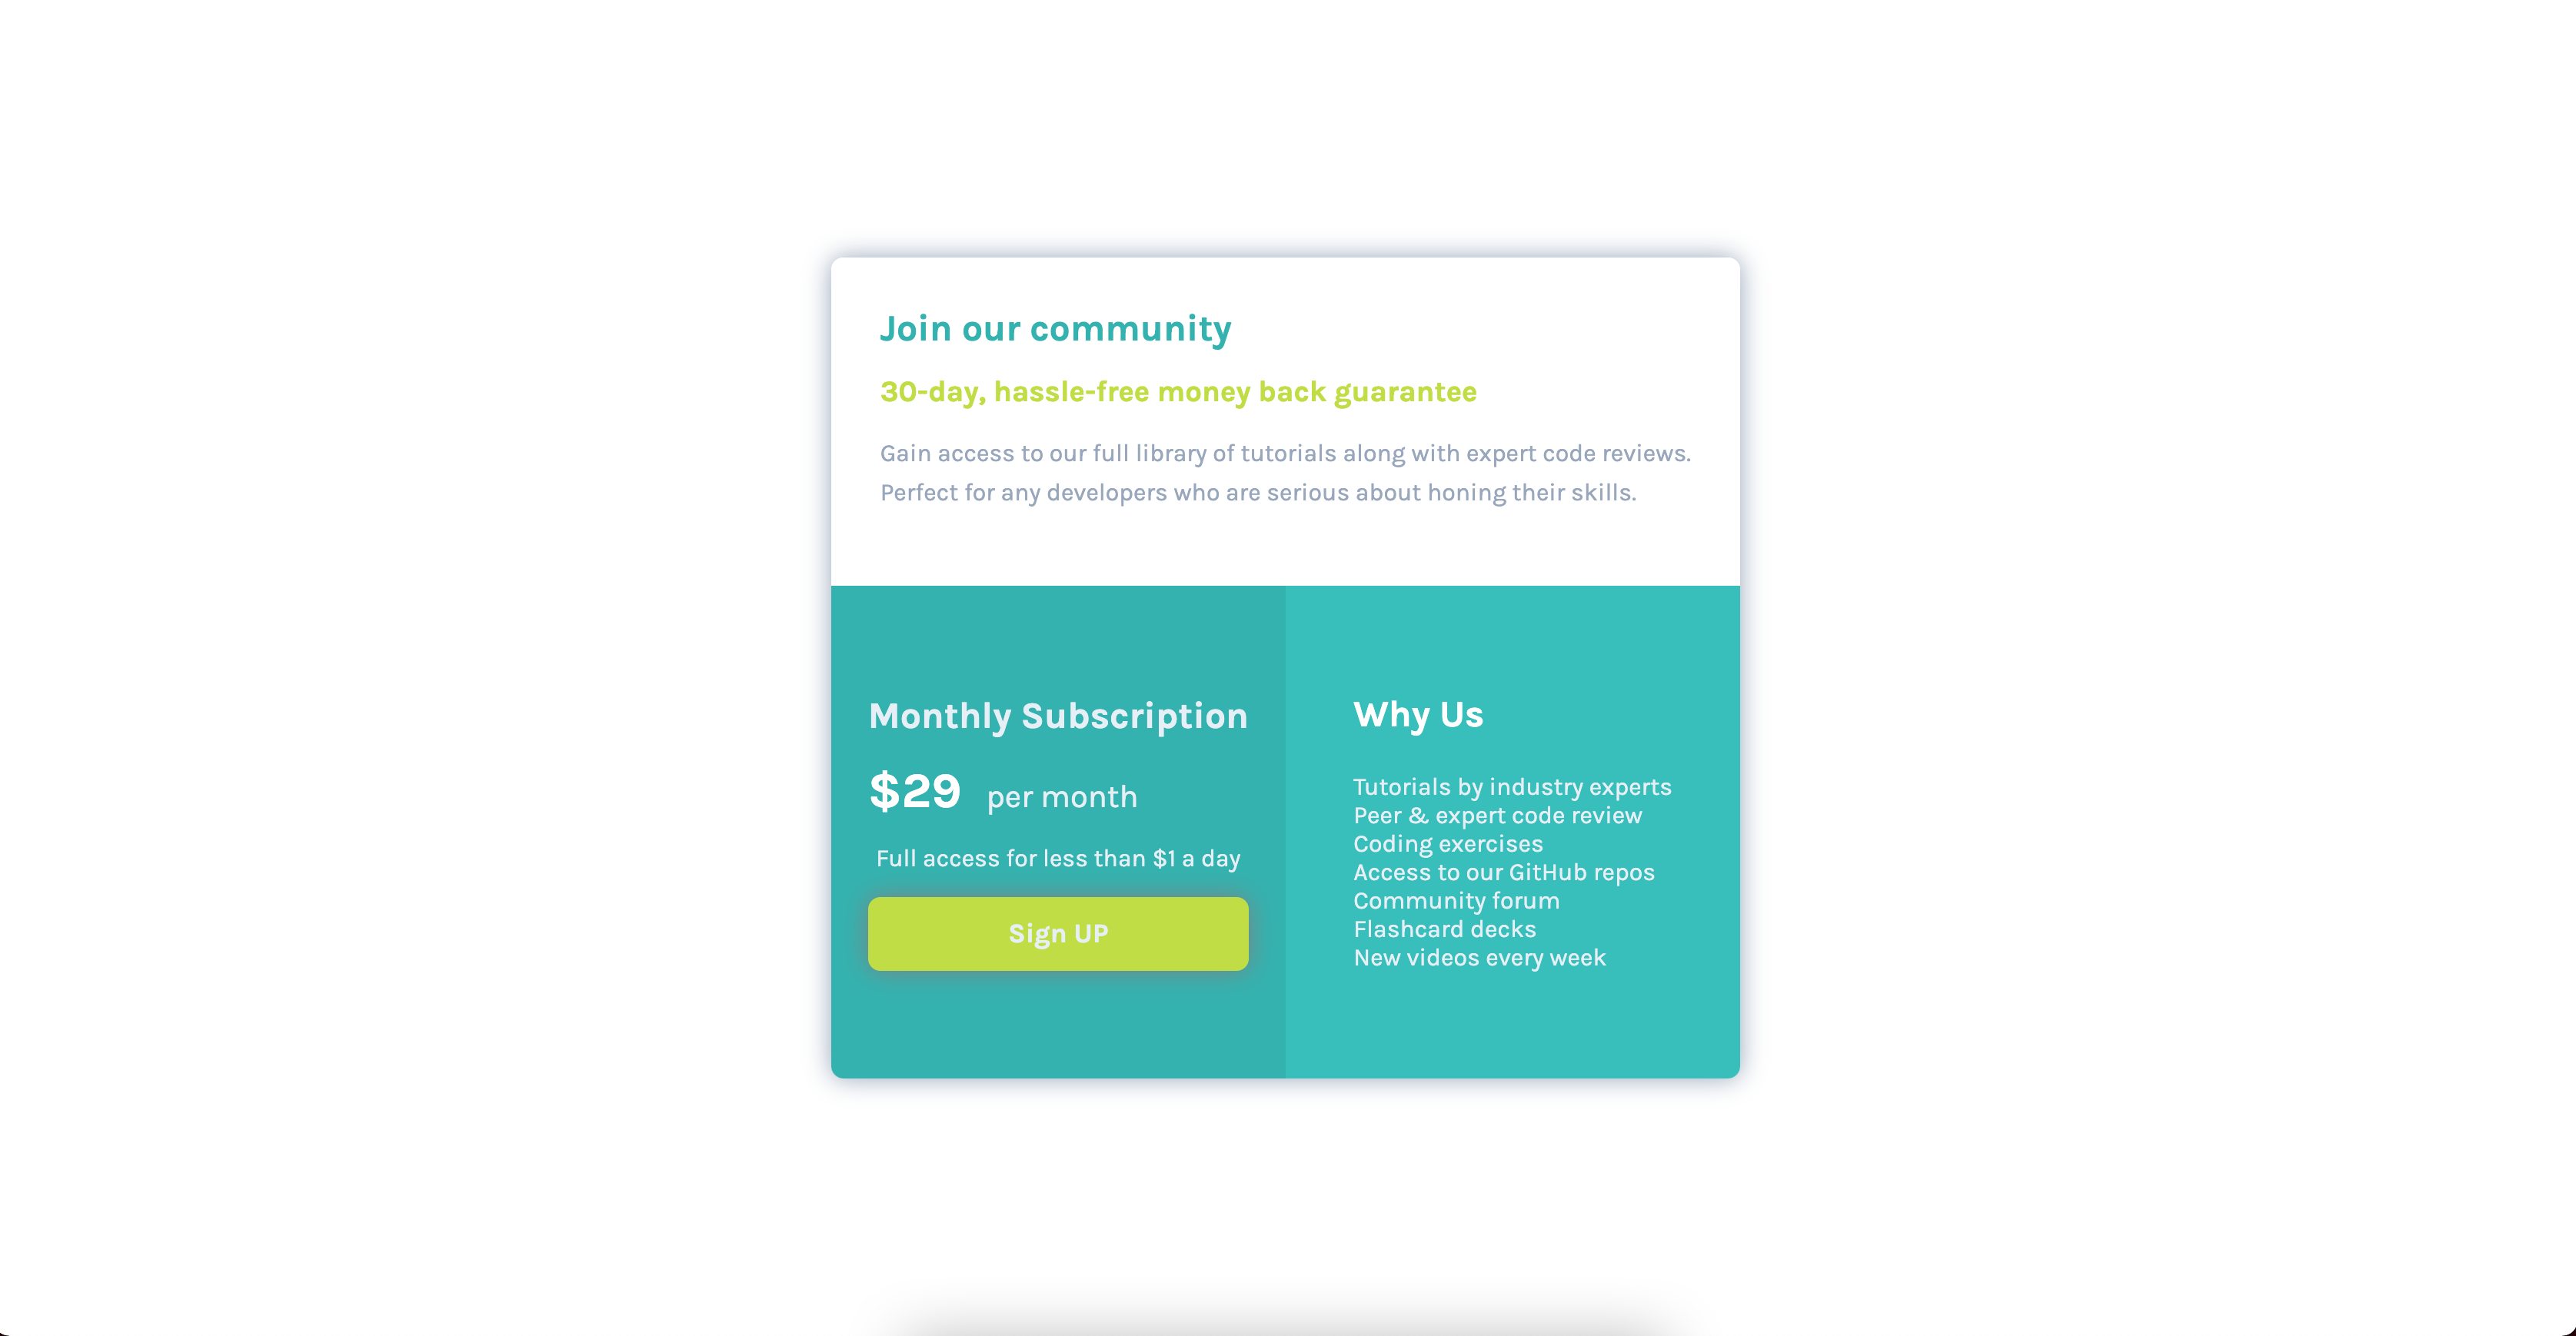 Join our community
30-day, hassle-free money back guarantee
Gain access to our full library of tutorials along with expert code reviews.
Perfect for any developers who are serious about honing their skills.
Monthly Subscription
$29 per month
Full access for less than $1 a day
Sign UP
Why Us
Tutorials by industry experts
Peer & expert code review
Coding exercises
Access to our GitHub repos
Community forum
Flashcard decks
New videos every week